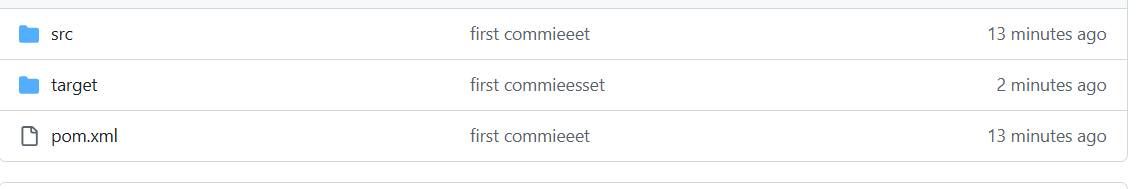 src first commieeet 13 minutes ago
target first commieesset 2 minutes ago
pom.xml first commieeet 13 minutes ago